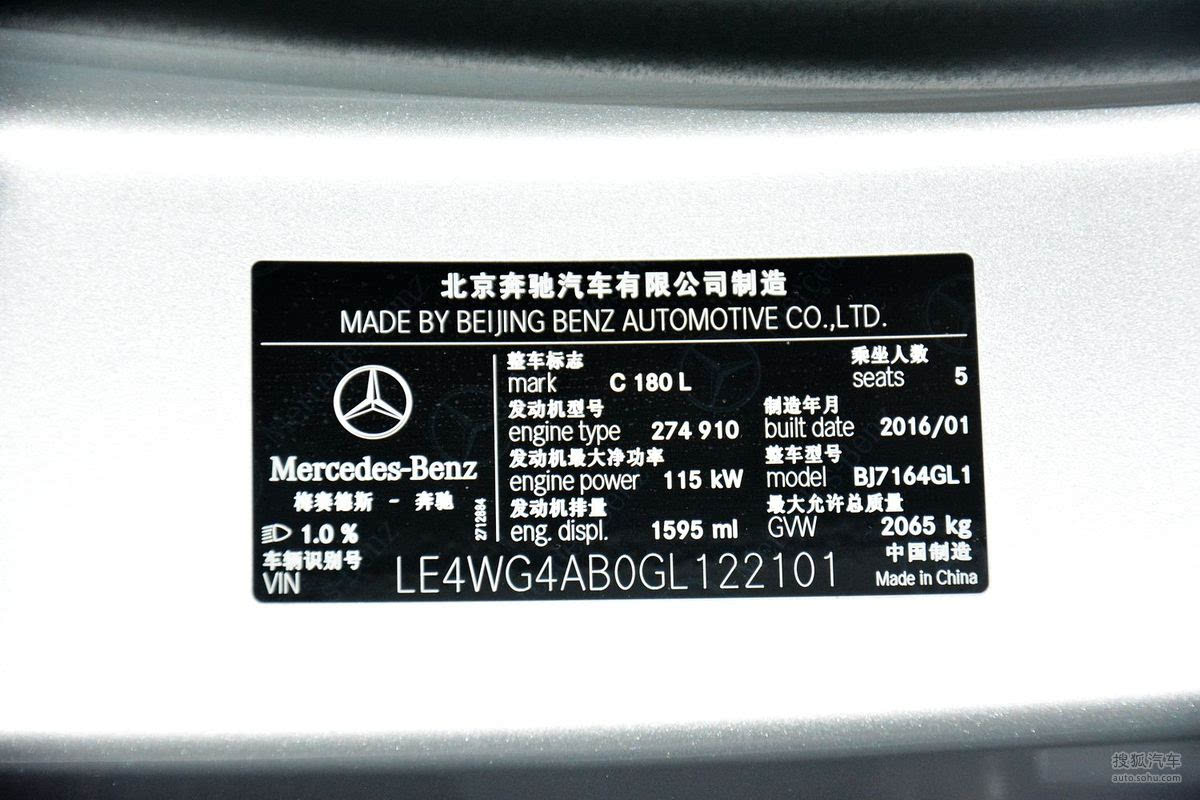 北京奔驰汽车有限公司制造
MADE BY BEIJING BENZ AUTOMOTIVE CO.,LTD.
Mercedes-Benz
梅赛德斯 - 奔驰
1.0 %
2712884
整车标志
mark C 180 L
乘坐人数
seats 5
发动机型号
engine type 274 910
制造年月
built date 2016/01
发动机最大净功率
engine power 115 kW
整车型号
model BJ7164GL1
发动机排量
eng. displ. 1595 ml
最大允许总质量
GVW 2065 kg
车辆识别号
VIN LE4WG4AB0GL122101
中国制造
Made in China
搜狐汽车
auto.sohu.com